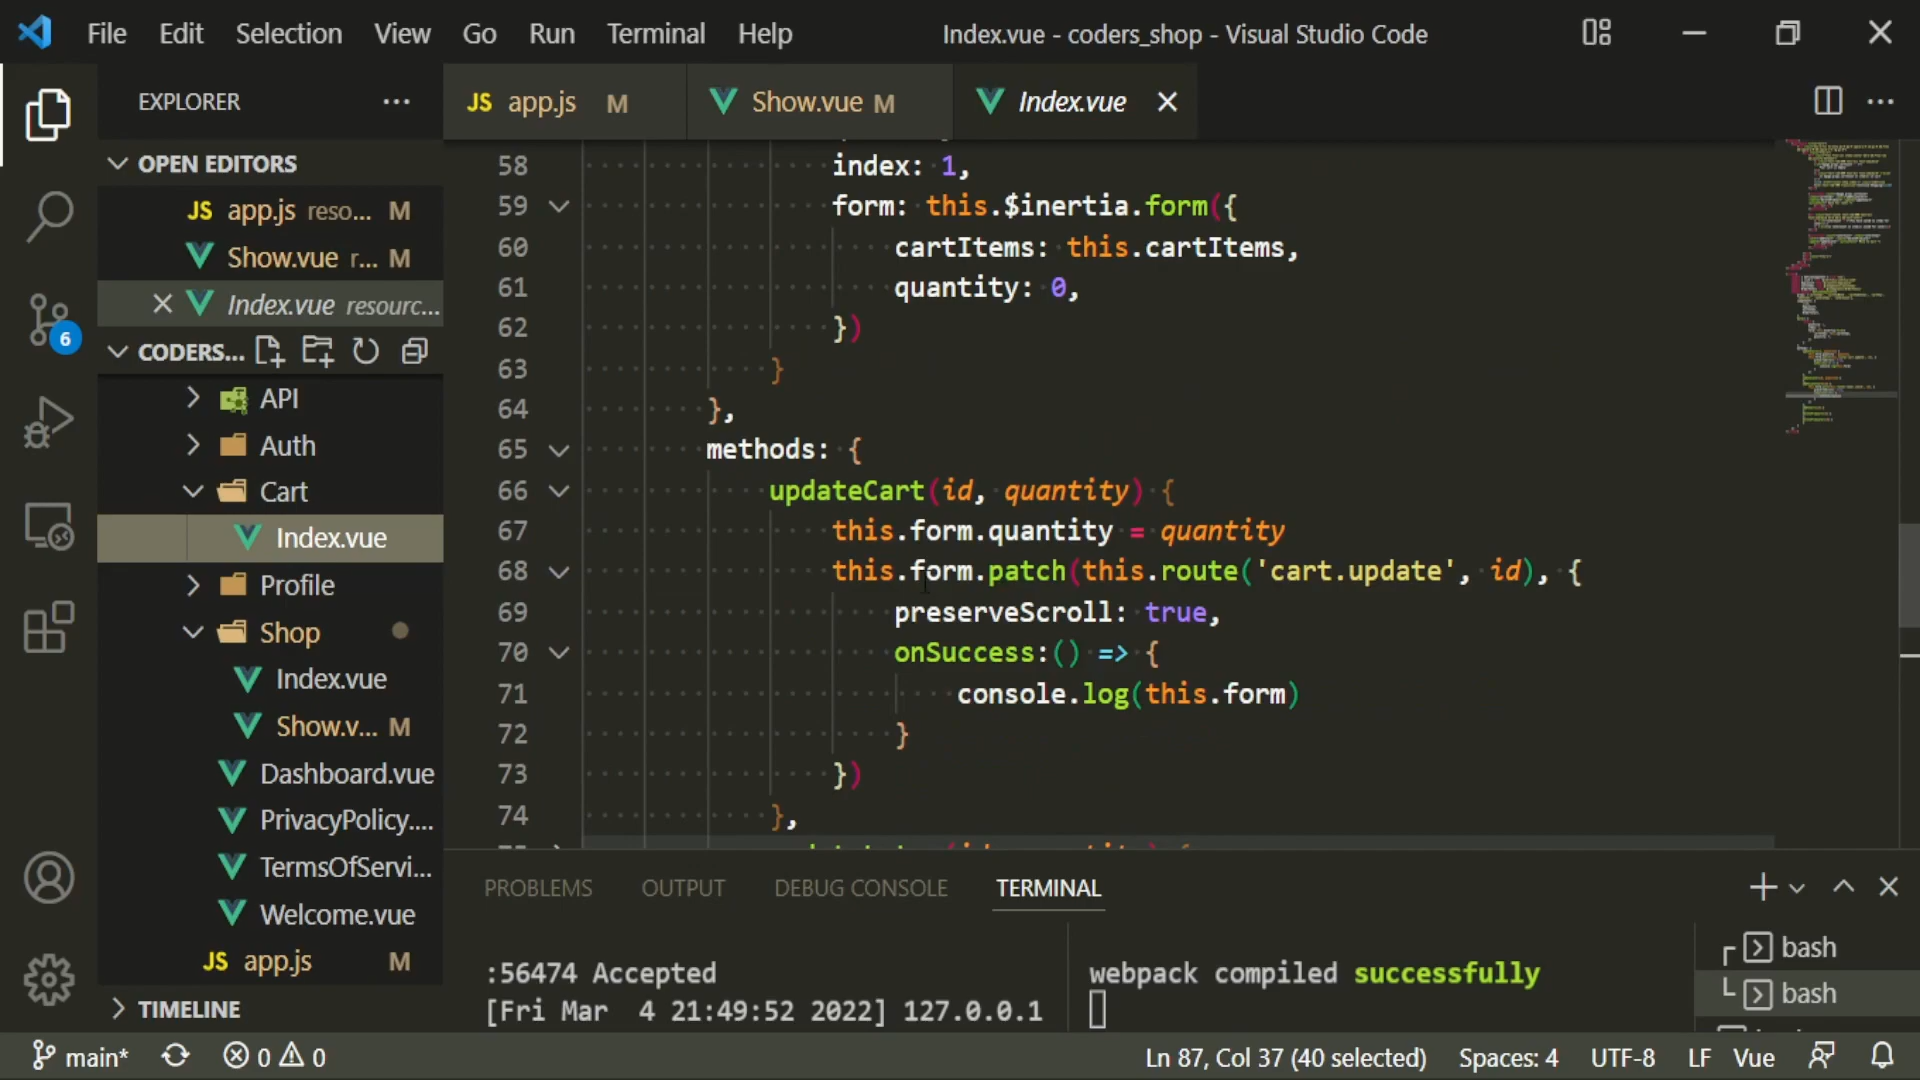 File Edit Selection View Go Run Terminal Help
Index.vue - coders_shop - Visual Studio Code
EXPLORER
JS app.js M
Show.vue M
Index.vue
OPEN EDITORS
JS app.js reso... M
Show.vue r... M
Index.vue resourc...
CODERS...
API
Auth
Cart
Index.vue
Profile
Shop
Index.vue
Show.v... M
Dashboard.vue
PrivacyPolicy....
TermsOfServi...
Welcome.vue
JS app.js M
TIMELINE
6
58 index: 1,
59 form: this.$inertia.form({
60 cartItems: this.cartItems,
61 quantity: 0,
62 })
63 }
64 },
65 methods: {
66 updateCart(id, quantity) {
67 this.form.quantity = quantity
68 this.form.patch(this.route('cart.update', id), {
69 preserveScroll: true,
70 onSuccess:() => {
71 console.log(this.form)
72 }
73 })
74 },
PROBLEMS OUTPUT DEBUG CONSOLE TERMINAL
:56474 Accepted
[Fri Mar 4 21:49:52 2022] 127.0.0.1
webpack compiled successfully
bash
bash
main* 0 0
Ln 87, Col 37 (40 selected) Spaces: 4 UTF-8 LF Vue